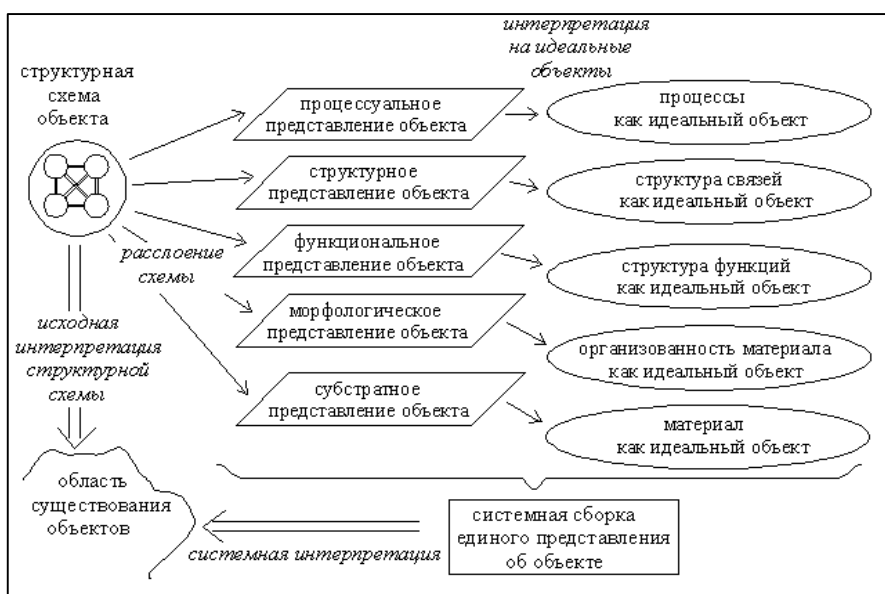 интерпретация
на идеальные
объекты
структурная
схема
объекта
процессуальное
представление объекта
процессы
как идеальный объект
структурное
представление объекта
структура связей
как идеальный объект
функциональное
представление объекта
структура функций
как идеальный объект
расслоение
схемы
морфологическое
представление объекта
организованность материала
как идеальный объект
исходная
интерпретация
структурной
схемы
субстратное
представление объекта
материал
как идеальный объект
область
существования
объектов
системная интерпретация
системная сборка
единого представления
об объекте